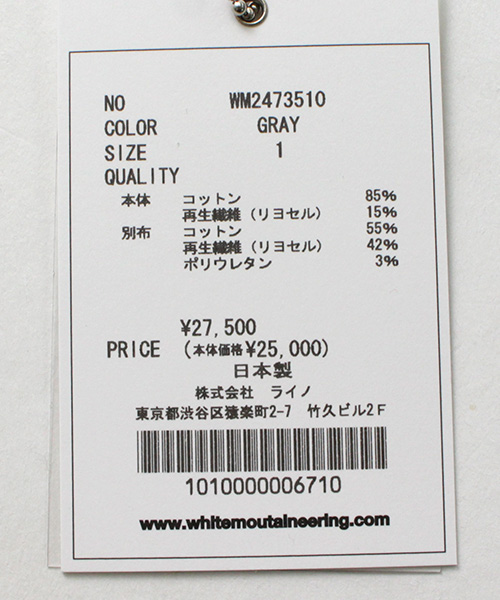 NO WM2473510
COLOR GRAY
SIZE 1
QUALITY
本体 コットン 85%
再生繊維（リヨセル） 15%
別布 コットン 55%
再生繊維（リヨセル） 42%
ポリウレタン 3%
¥27,500
PRICE (本体価格¥25,000)
日本製
株式会社 ライノ
東京都渋谷区猿楽町2-7 竹久ビル2F
1010000006710
www.whitemoutaineering.com